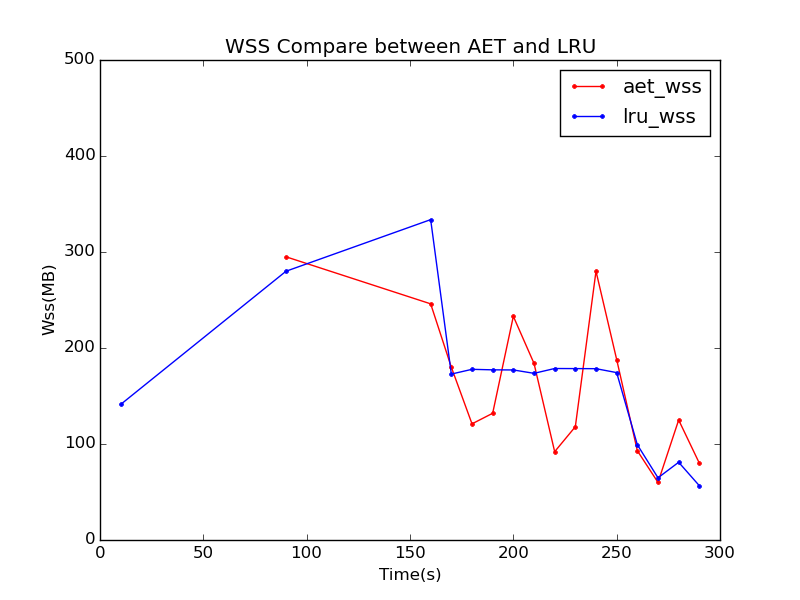 WSS Compare between AET and LRU
500
400
300
200
100
0
Wss(MB)
aet_wss
lru_wss
0 50 100 150 200 250 300
Time(s)